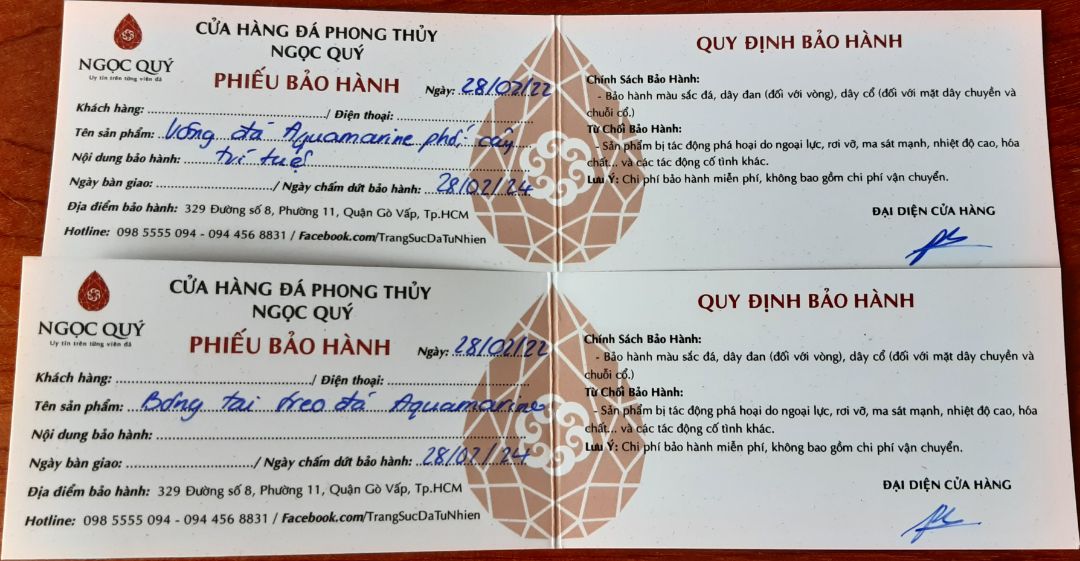 NGỌC QUÝ
Uy tín trên từng viên đá
CỬA HÀNG ĐÁ PHONG THỦY
NGỌC QUÝ
PHIẾU BẢO HÀNH
Ngày: 28/02/22
Khách hàng: / Điện thoại:
Tên sản phẩm: Vòng đá Aquamarine phối cây
Nội dung bảo hành: trí tuệ
Ngày bàn giao: / Ngày chấm dứt bảo hành: 28/02/24
Địa điểm bảo hành: 329 Đường số 8, Phường 11, Quận Gò Vấp, Tp.HCM
Hotline: 098 5555 094 - 094 456 8831 / Facebook.com/TrangSucDaTuNhien
QUY ĐỊNH BẢO HÀNH
Chính Sách Bảo Hành:
- Bảo hành màu sắc đá, dây đan (đối với vòng), dây cổ (đối với mặt dây chuyền và
chuỗi cổ.)
Từ Chối Bảo Hành:
- Sản phẩm bị tác động phá hoại do ngoại lực, rơi vỡ, ma sát mạnh, nhiệt độ cao, hóa
chất... và các tác động cố tình khác.
Lưu Ý: Chi phí bảo hành miễn phí, không bao gồm chi phí vận chuyển.
ĐẠI DIỆN CỬA HÀNG
NGỌC QUÝ
Uy tín trên từng viên đá
CỬA HÀNG ĐÁ PHONG THỦY
NGỌC QUÝ
PHIẾU BẢO HÀNH
Ngày: 28/02/22
Khách hàng: / Điện thoại:
Tên sản phẩm: Bông tai treo đá Aquamarine
Nội dung bảo hành:
Ngày bàn giao: / Ngày chấm dứt bảo hành: 28/02/24
Địa điểm bảo hành: 329 Đường số 8, Phường 11, Quận Gò Vấp, Tp.HCM
Hotline: 098 5555 094 - 094 456 8831 / Facebook.com/TrangSucDaTuNhien
QUY ĐỊNH BẢO HÀNH
Chính Sách Bảo Hành:
- Bảo hành màu sắc đá, dây đan (đối với vòng), dây cổ (đối với mặt dây chuyền và
chuỗi cổ.)
Từ Chối Bảo Hành:
- Sản phẩm bị tác động phá hoại do ngoại lực, rơi vỡ, ma sát mạnh, nhiệt độ cao, hóa
chất... và các tác động cố tình khác.
Lưu Ý: Chi phí bảo hành miễn phí, không bao gồm chi phí vận chuyển.
ĐẠI DIỆN CỬA HÀNG